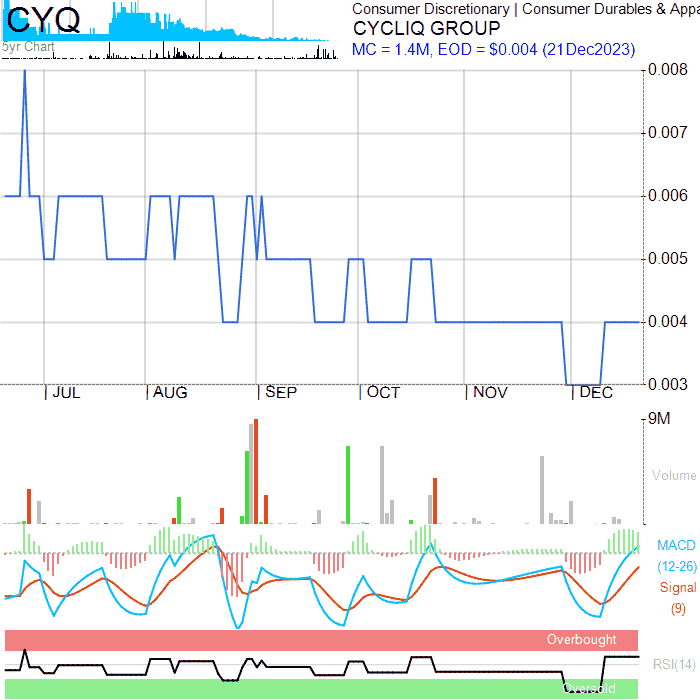 CYQ
5yr Chart
Consumer Discretionary | Consumer Durables & Appa
CYCLIQ GROUP
MC = 1.4M, EOD = $0.004 (21Dec2023)
0.008
0.007
0.006
0.005
0.004
0.003
JUL AUG SEP OCT NOV DEC
9M
Volume
MACD
(12-26)
Signal
(9)
Overbought
RSI(14)
Oversold